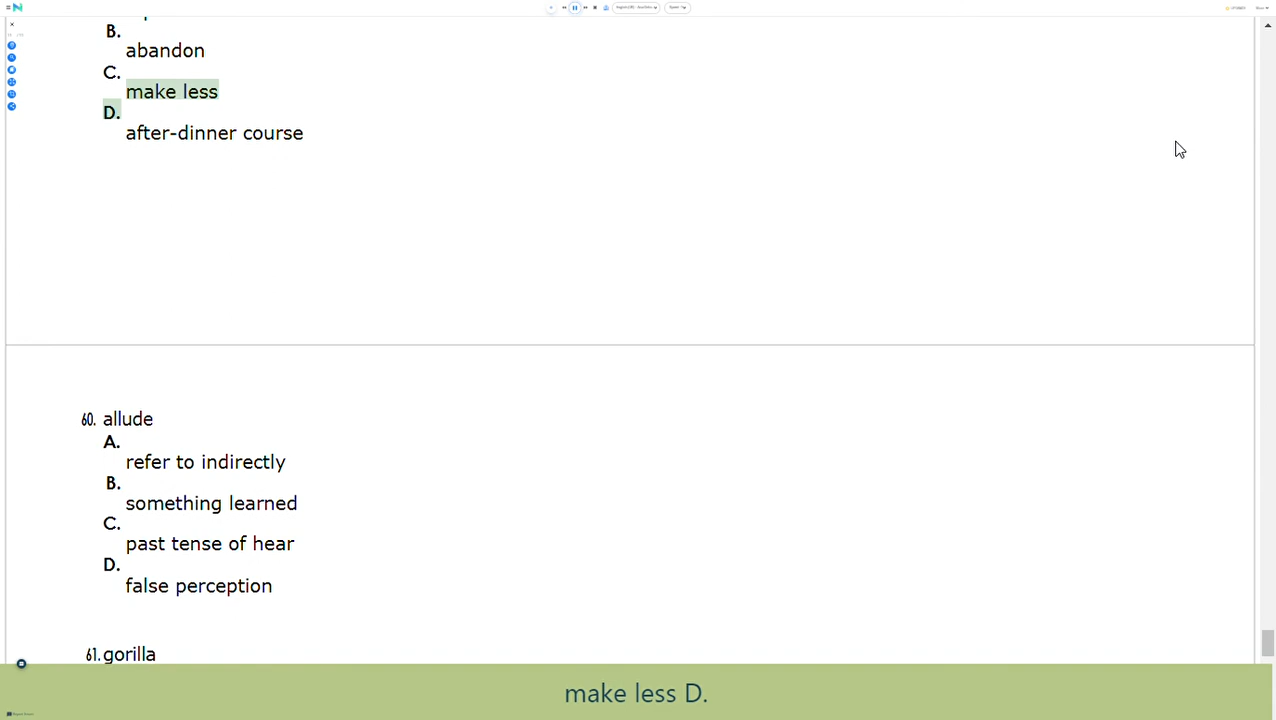 B.
abandon
C.
make less
D.
after-dinner course
60. allude
A.
refer to indirectly
B.
something learned
C.
past tense of hear
D.
false perception
61. gorilla
make less D.